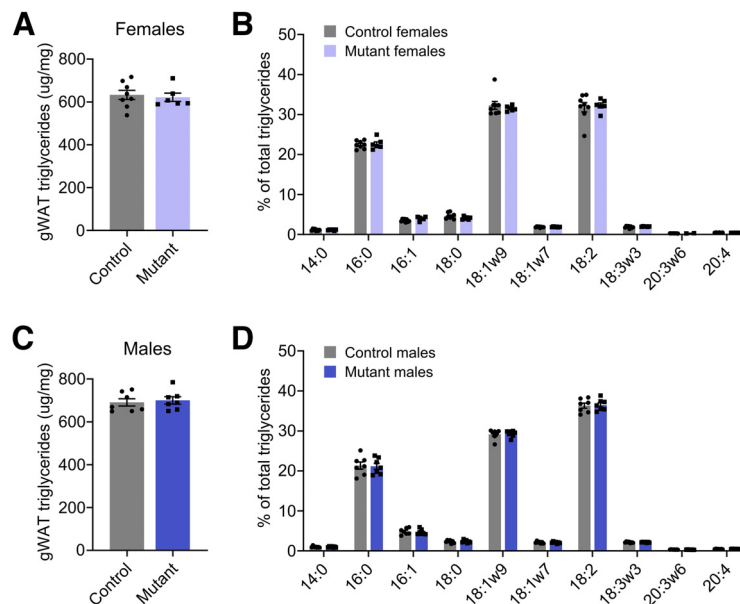 A
Females
gWAT triglycerides (ug/mg)
800
600
400
200
0
Control
Mutant
B
Control females
Mutant females
% of total triglycerides
50
40
30
20
10
0
14:0
16:0
16:1
18:0
18:1w9
18:1w7
18:2
18:3w3
20:3w6
20:4
C
Males
gWAT triglycerides (ug/mg)
800
600
400
200
0
Control
Mutant
D
Control males
Mutant males
% of total triglycerides
50
40
30
20
10
0
14:0
16:0
16:1
18:0
18:1w9
18:1w7
18:2
18:3w3
20:3w6
20:4